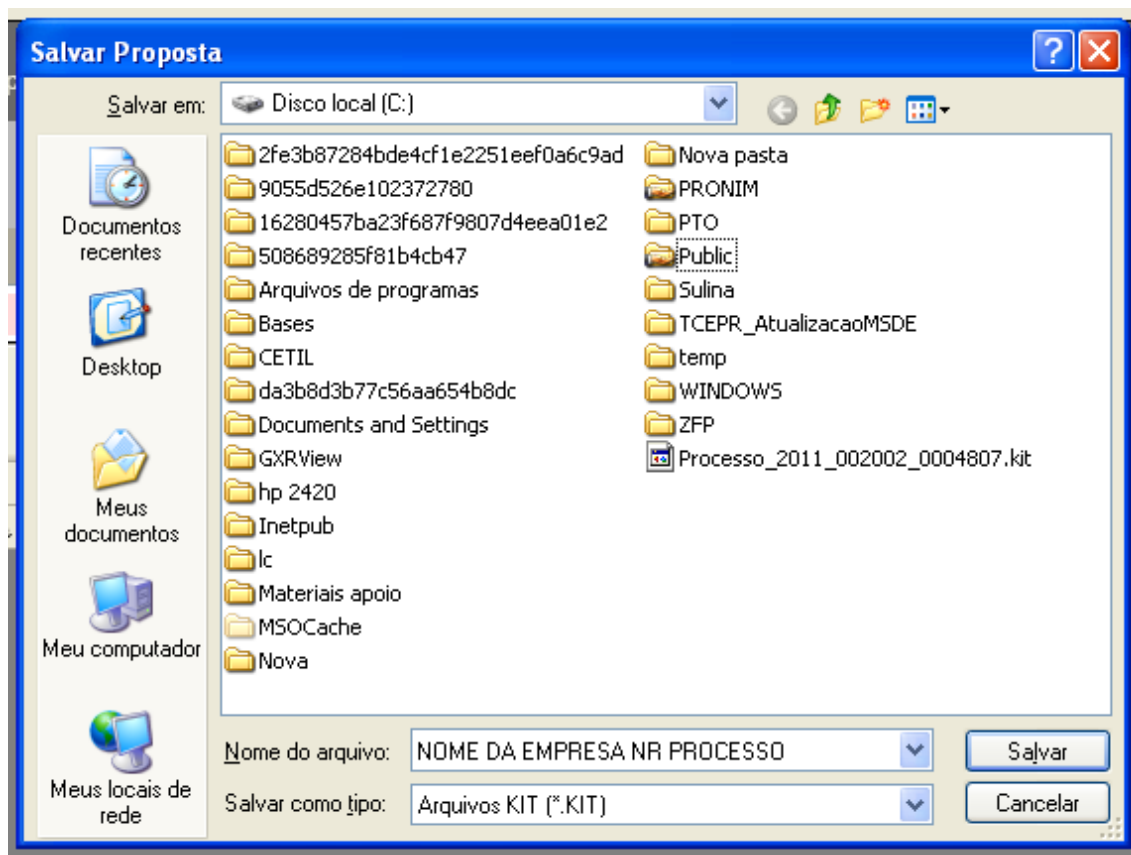 Salvar Proposta
Salvar em:
Disco local (C:)
Documentos
recentes
Desktop
Meus
documentos
Meu computador
Meus locais de
rede
2fe3b87284bde4cf1e2251eef0a6c9ad
9055d526e102372780
16280457ba23f687f9807d4eea01e2
508689285f81b4cb47
Arquivos de programas
Bases
CETIL
da3b8d3b77c56aa654b8dc
Documents and Settings
GXRView
hp 2420
Inetpub
lc
Materiais apoio
MSOCache
Nova
Nova pasta
PRONIM
PTO
Public
Sulina
TCEPR_AtualizacaoMSDE
temp
WINDOWS
ZFP
Processo_2011_002002_0004807.kit
Nome do arquivo:
NOME DA EMPRESA NR PROCESSO
Salvar
Salvar como tipo:
Arquivos KIT (*.KIT)
Cancelar